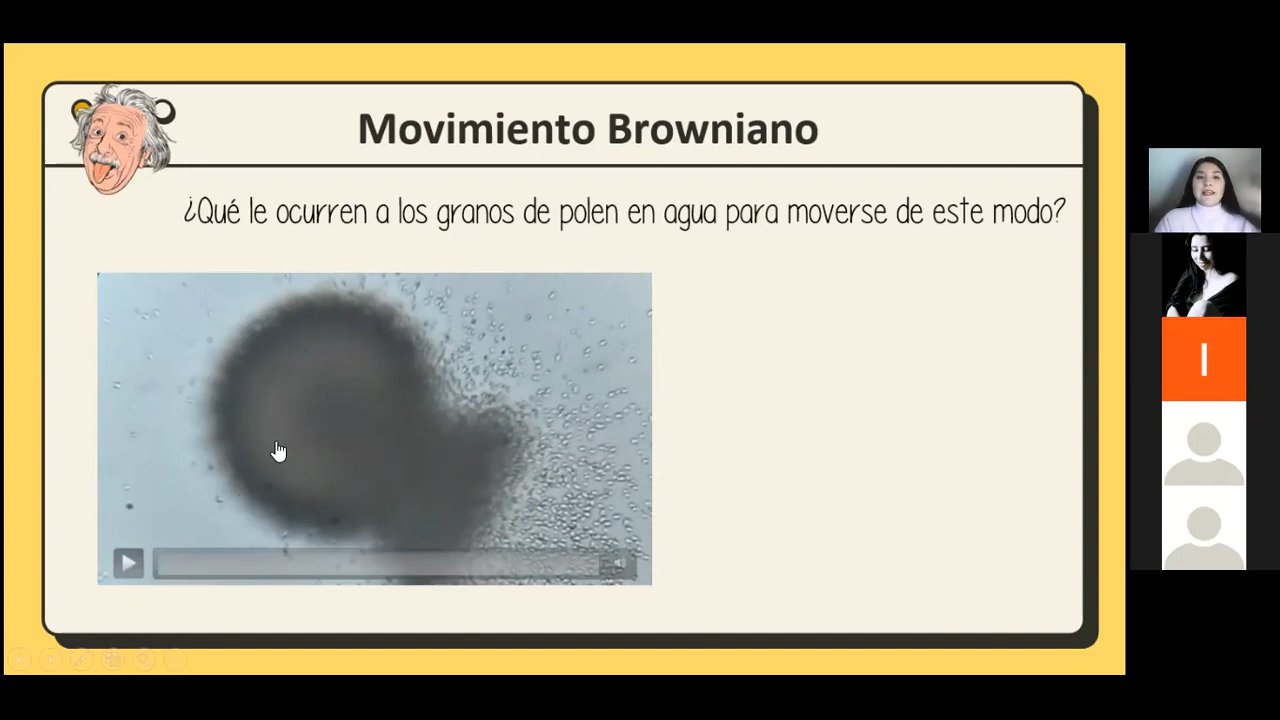 Movimiento Browniano
¿Qué le ocurren a los granos de polen en agua para moverse de este modo?
I